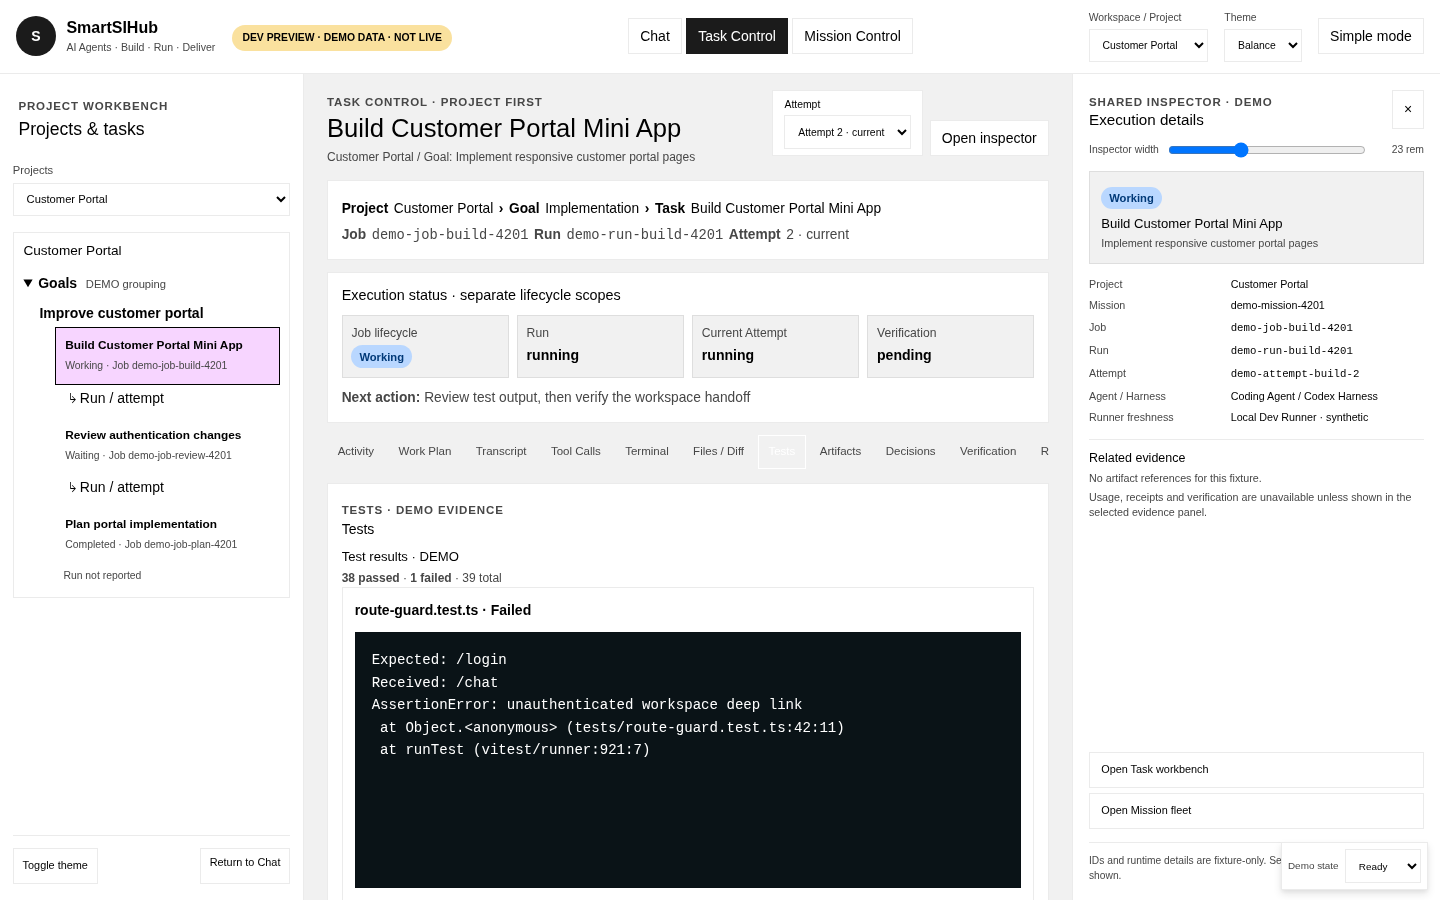 S
SmartSIHub
AI Agents · Build · Run · Deliver
DEV PREVIEW · DEMO DATA · NOT LIVE
Chat
Task Control
Mission Control
Workspace / Project
Customer Portal
Theme
Balance
Simple mode
PROJECT WORKBENCH
Projects & tasks
Projects
Customer Portal
Customer Portal
▼ Goals DEMO grouping
Improve customer portal
Build Customer Portal Mini App
Working · Job demo-job-build-4201
↳ Run / attempt
Review authentication changes
Waiting · Job demo-job-review-4201
↳ Run / attempt
Plan portal implementation
Completed · Job demo-job-plan-4201
Run not reported
Toggle theme
Return to Chat
TASK CONTROL · PROJECT FIRST
Build Customer Portal Mini App
Customer Portal / Goal: Implement responsive customer portal pages
Attempt
Attempt 2 · current
Open inspector
Project Customer Portal › Goal Implementation › Task Build Customer Portal Mini App
Job demo-job-build-4201 Run demo-run-build-4201 Attempt 2 · current
Execution status · separate lifecycle scopes
Job lifecycle
Working
Run
running
Current Attempt
running
Verification
pending
Next action: Review test output, then verify the workspace handoff
Activity Work Plan Transcript Tool Calls Terminal Files / Diff Tests Artifacts Decisions Verification R
TESTS · DEMO EVIDENCE
Tests
Test results · DEMO
38 passed · 1 failed · 39 total
route-guard.test.ts · Failed
Expected: /login
Received: /chat
AssertionError: unauthenticated workspace deep link
at Object.<anonymous> (tests/route-guard.test.ts:42:11)
at runTest (vitest/runner:921:7)
SHARED INSPECTOR · DEMO
Execution details
×
Inspector width
23 rem
Working
Build Customer Portal Mini App
Implement responsive customer portal pages
Project Customer Portal
Mission demo-mission-4201
Job demo-job-build-4201
Run demo-run-build-4201
Attempt demo-attempt-build-2
Agent / Harness Coding Agent / Codex Harness
Runner freshness Local Dev Runner · synthetic
Related evidence
No artifact references for this fixture.
Usage, receipts and verification are unavailable unless shown in the
selected evidence panel.
Open Task workbench
Open Mission fleet
IDs and runtime details are fixture-only. Se
shown.
Demo state
Ready